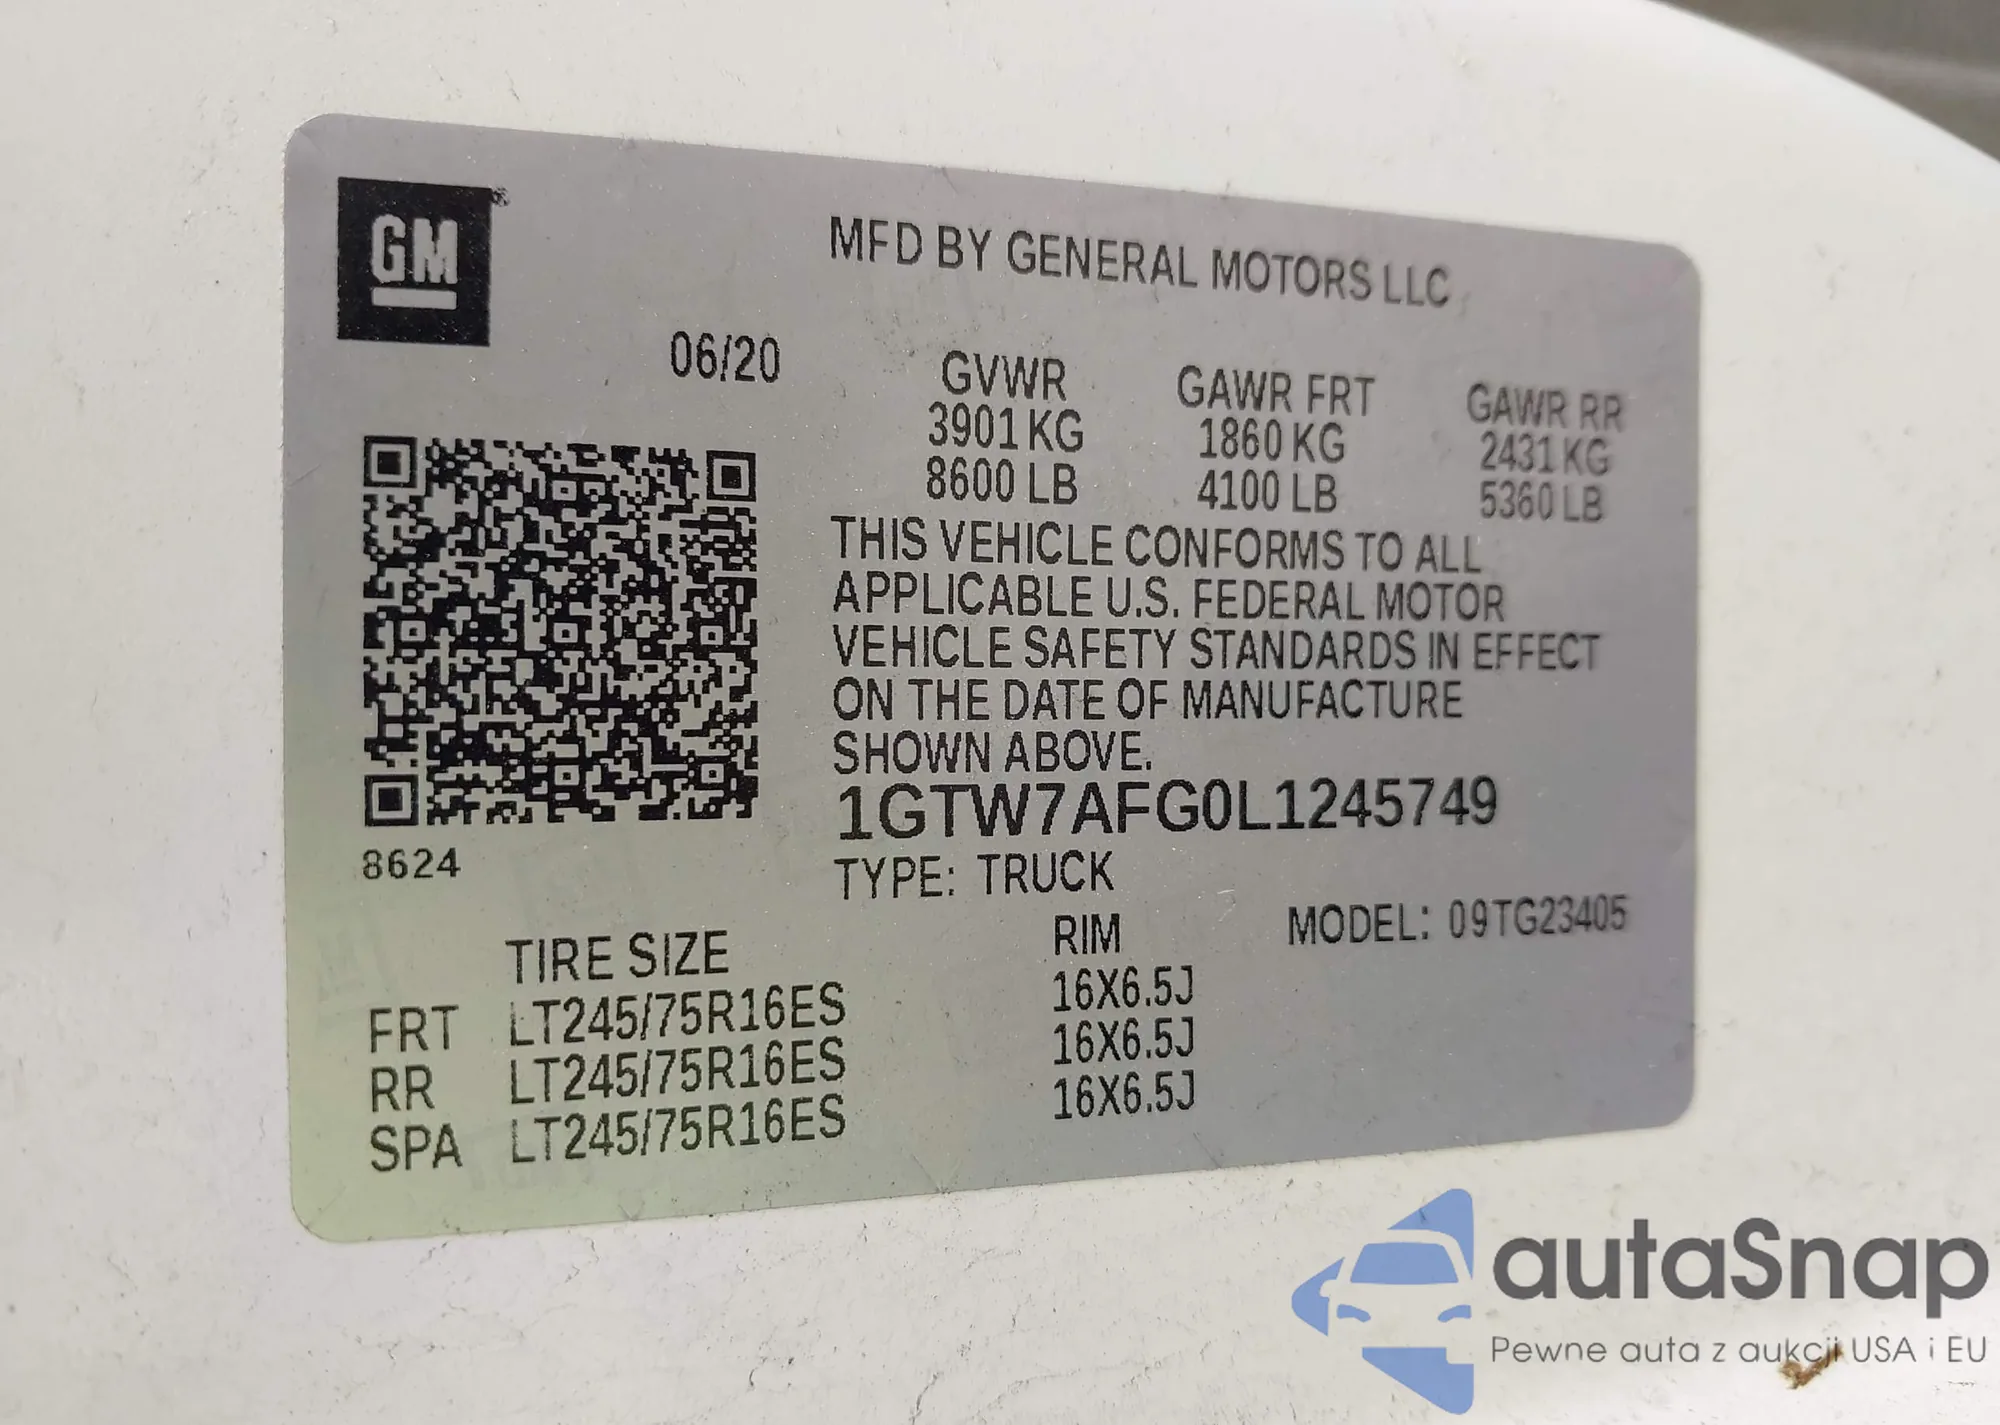 GM®
MFD BY GENERAL MOTORS LLC
06/20
GVWR GAWR FRT GAWR RR
3901 KG 1860 KG 2431 KG
8600 LB 4100 LB 5360 LB
THIS VEHICLE CONFORMS TO ALL
APPLICABLE U.S. FEDERAL MOTOR
VEHICLE SAFETY STANDARDS IN EFFECT
ON THE DATE OF MANUFACTURE
SHOWN ABOVE.
1GTW7AFG0L1245749
8624
TYPE: TRUCK
MODEL: 09TG23405
TIRE SIZE RIM
FRT LT245/75R16ES 16X6.5J
RR LT245/75R16ES 16X6.5J
SPA LT245/75R16ES 16X6.5J
autaSnap
Pewne auta z aukcji USA i EU